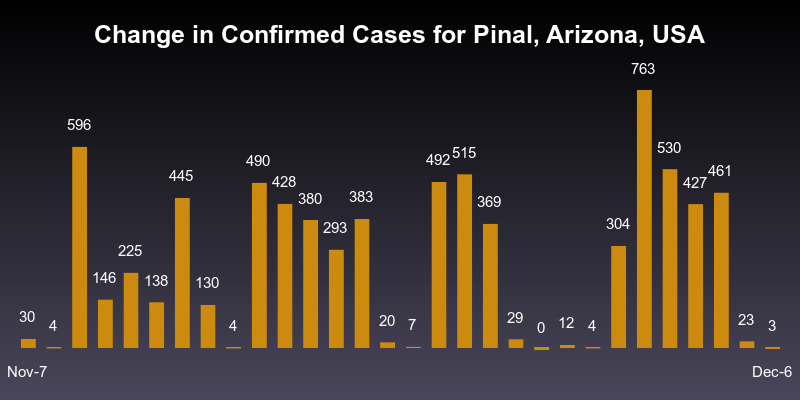 Change in Confirmed Cases for Pinal, Arizona, USA
30 4 596 146 225 138 445 130 4 490 428 380 293 383 20 7 492 515 369 29 0 12 4 304 763 530 427 461 23 3
Nov-7 Dec-6